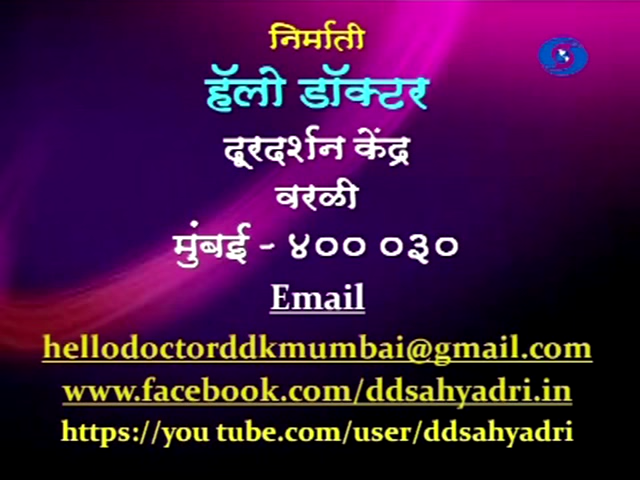 निर्माती
हॅलो डॉक्टर
दूरदर्शन केंद्र
वरळी
मुंबई - ४०० ०३०
Email
hellodoctorddkmumbai@gmail.com
www.facebook.com/ddsahyadri.in
https://you tube.com/user/ddsahyadri